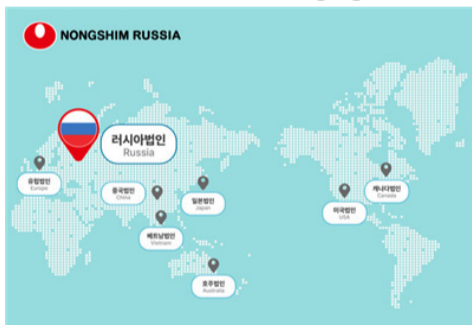 NONGSHIM RUSSIA
러시아법인
Russia
유럽법인
Europe
중국법인
China
일본법인
Japan
베트남법인
Vietnam
호주법인
Australia
미국법인
USA
캐나다법인
Canada